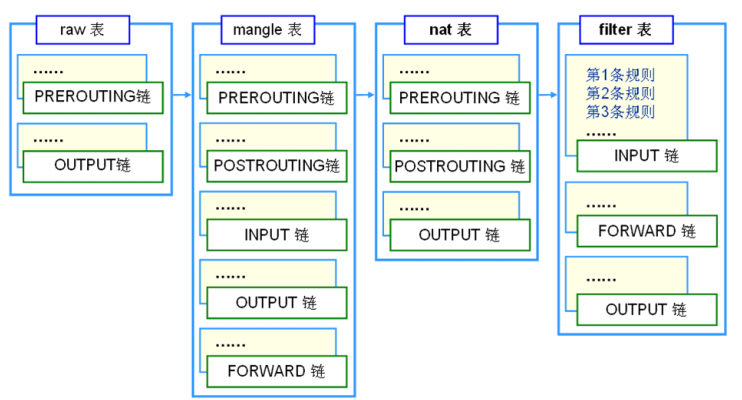 raw 表
……
PREROUTING链
……
OUTPUT链
mangle 表
……
PREROUTING链
……
POSTROUTING链
……
INPUT 链
……
OUTPUT 链
……
FORWARD 链
nat 表
……
PREROUTING 链
……
POSTROUTING 链
……
OUTPUT 链
filter 表
第1条规则
第2条规则
第3条规则
……
INPUT 链
……
FORWARD 链
……
OUTPUT 链